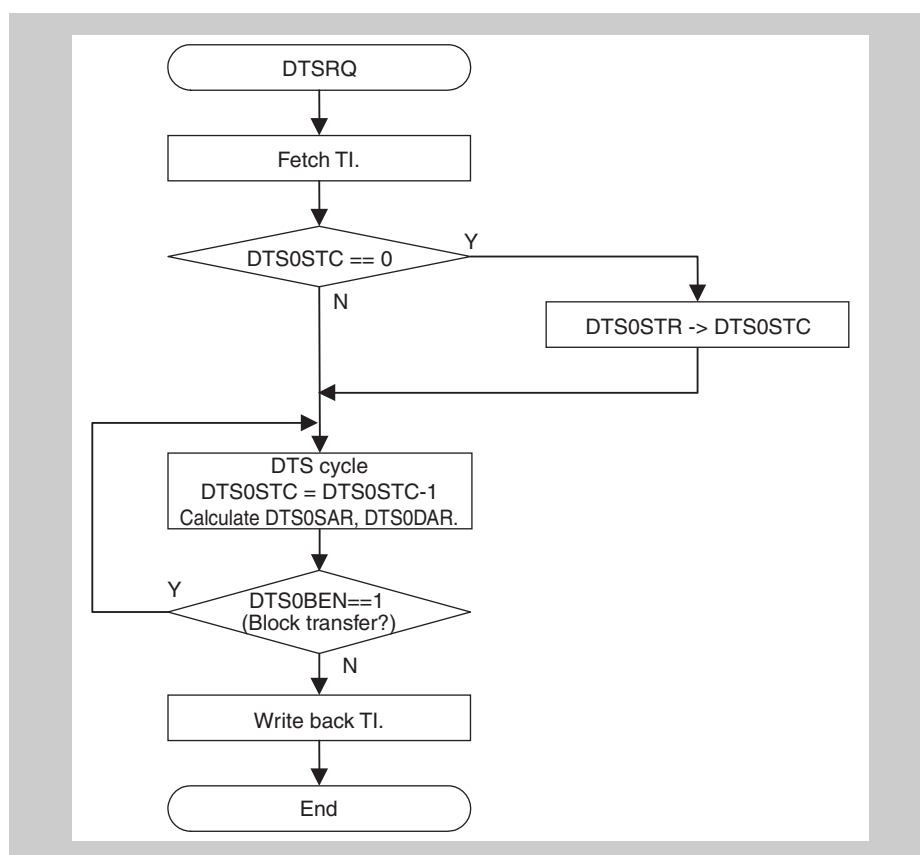 DTSRQ
Fetch TI.
DTS0STC == 0
Y
N
DTS0STR -> DTS0STC
DTS cycle
DTS0STC = DTS0STC-1
Calculate DTS0SAR, DTS0DAR.
Y
DTS0BEN==1
(Block transfer?)
N
Write back TI.
End